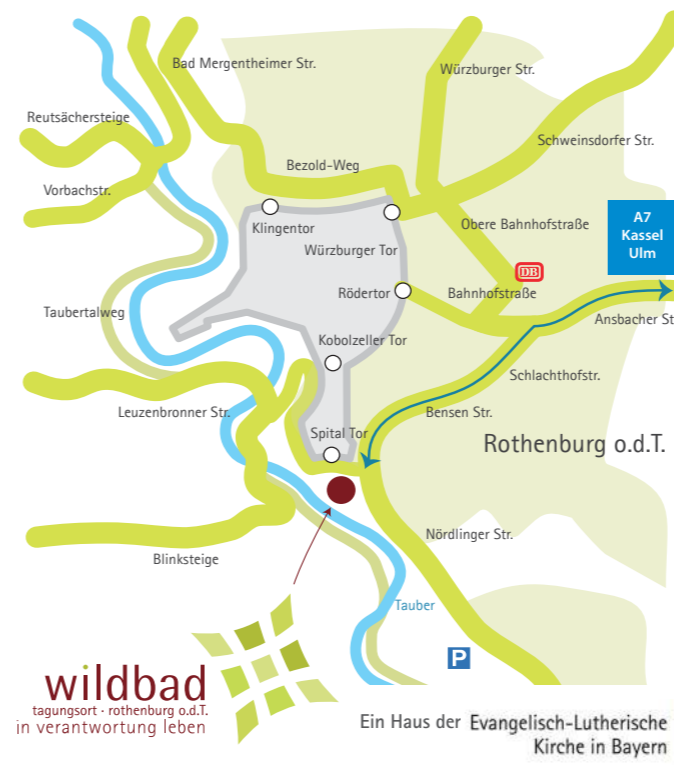 Bad Mergentheimer Str.
Würzburger Str.
Reutsächersteige
Schweinsdorfer Str.
Bezold-Weg
Vorbachstr.
Klingentor
Obere Bahnhofstraße
A7
Kassel
Ulm
Würzburger Tor
DB
Rödertor
Bahnhofstraße
Taubertalweg
Ansbacher St
Kobolzeller Tor
Schlachthofstr.
Leuzenbronner Str.
Bensen Str.
Spital Tor
Rothenburg o.d.T.
Nördlinger Str.
Blinksteige
Tauber
P
wildbad
tagungsort · rothenburg o.d.T.
in verantwortung leben
Ein Haus der Evangelisch-Lutherische
Kirche in Bayern